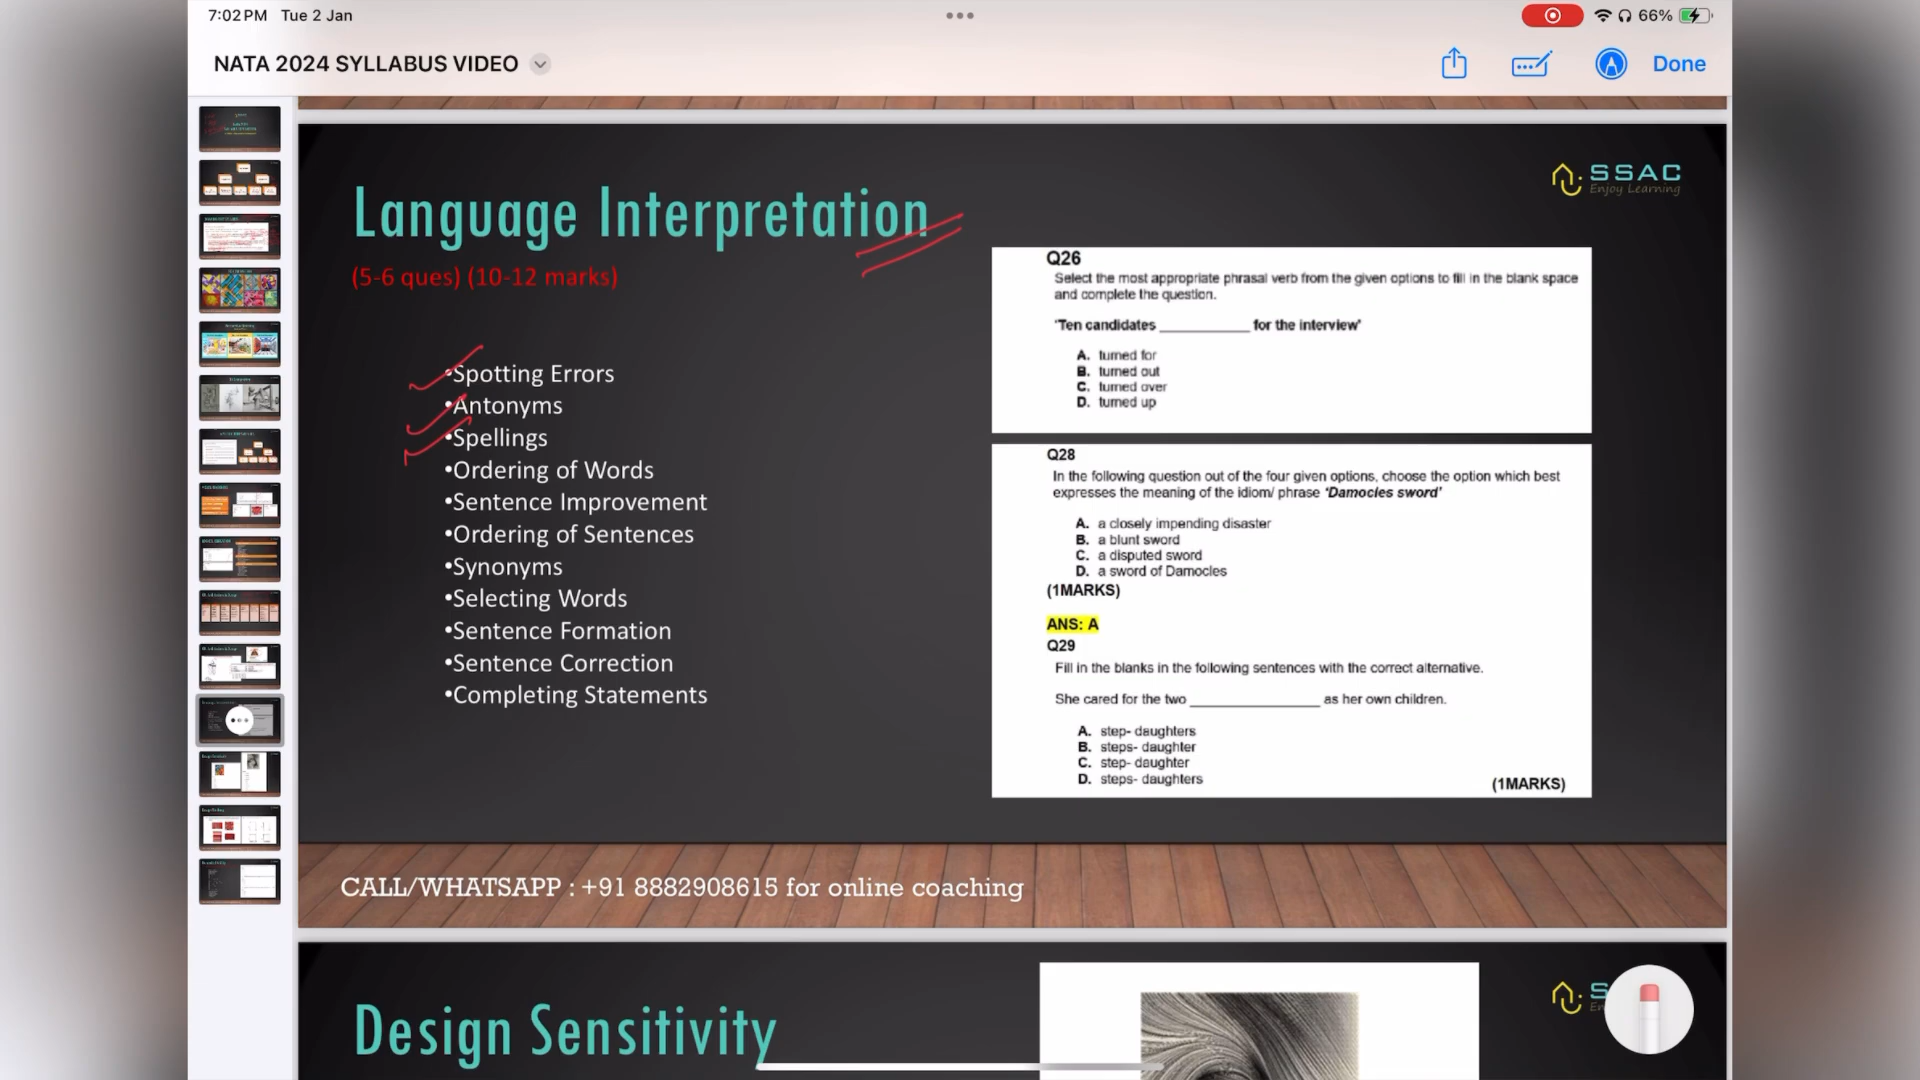 7:02 PM Tue 2 Jan
66%
NATA 2024 SYLLABUS VIDEO
Done
SSAC
Enjoy Learning
Language Interpretation
(5-6 ques) (10-12 marks)
•Spotting Errors
•Antonyms
•Spellings
•Ordering of Words
•Sentence Improvement
•Ordering of Sentences
•Synonyms
•Selecting Words
•Sentence Formation
•Sentence Correction
•Completing Statements
Q26
Select the most appropriate phrasal verb from the given options to fill in the blank space
and complete the question.
'Ten candidates ___________ for the interview'
A. turned for
B. turned out
C. turned over
D. turned up
Q28
In the following question out of the four given options, choose the option which best
expresses the meaning of the idiom/ phrase 'Damocles sword'
A. a closely impending disaster
B. a blunt sword
C. a disputed sword
D. a sword of Damocles
(1MARKS)
ANS: A
Q29
Fill in the blanks in the following sentences with the correct alternative.
She cared for the two ________________ as her own children.
A. step- daughters
B. steps- daughter
C. step- daughter
D. steps- daughters
(1MARKS)
CALL/WHATSAPP : +91 8882908615 for online coaching
Design Sensitivity
S
En